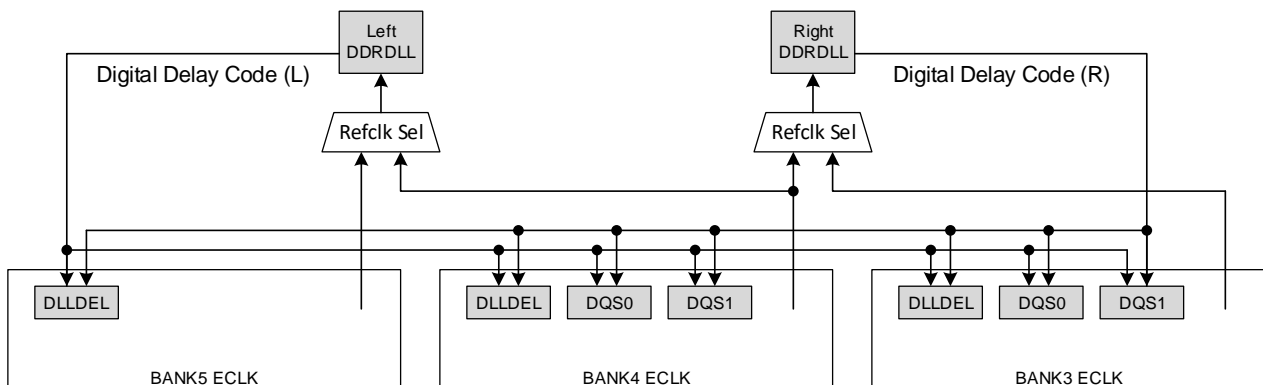 Left
DDRDLL
Right
DDRDLL
Digital Delay Code (L)
Digital Delay Code (R)
Refclk Sel
Refclk Sel
DLLDEL
DLLDEL
DQS0
DQS1
DLLDEL
DQS0
DQS1
BANK5 ECLK
BANK4 ECLK
BANK3 ECLK